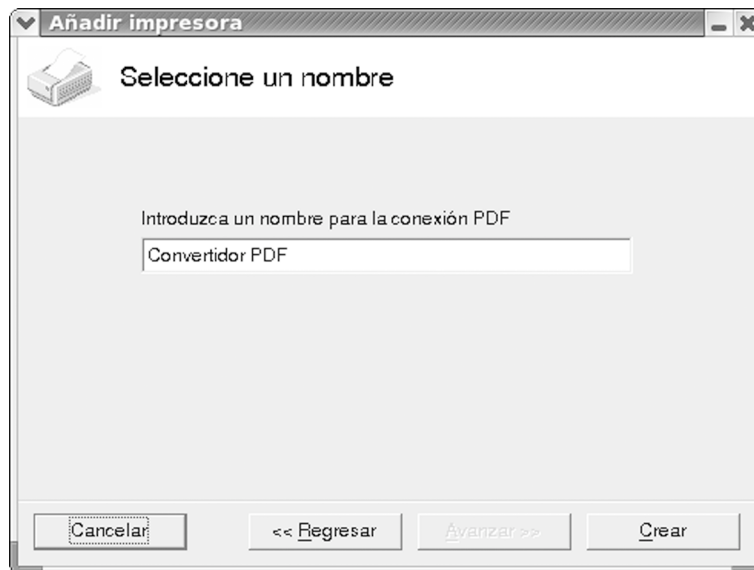 Añadir impresora
Seleccione un nombre
Introduzca un nombre para la conexión PDF
Convertidor PDF
Cancelar << Regresar Avanzar >> Crear